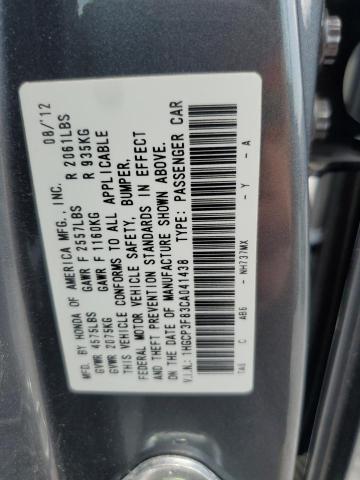 MFD. BY HONDA OF AMERICA MFG., INC. 08/12
GVWR 4575LBS GAWR F 2557LBS R 2061LBS
GVWR 2075KG GAWR F 1160KG R 935KG
THIS VEHICLE CONFORMS TO ALL APPLICABLE
FEDERAL MOTOR VEHICLE SAFETY, BUMPER,
AND THEFT PREVENTION STANDARDS IN EFFECT
ON THE DATE OF MANUFACTURE SHOWN ABOVE.
V.I.N.: 1HGCP3F83CA041438 TYPE: PASSENGER CAR
TA6 C AB6 - NH737MX - Y - A